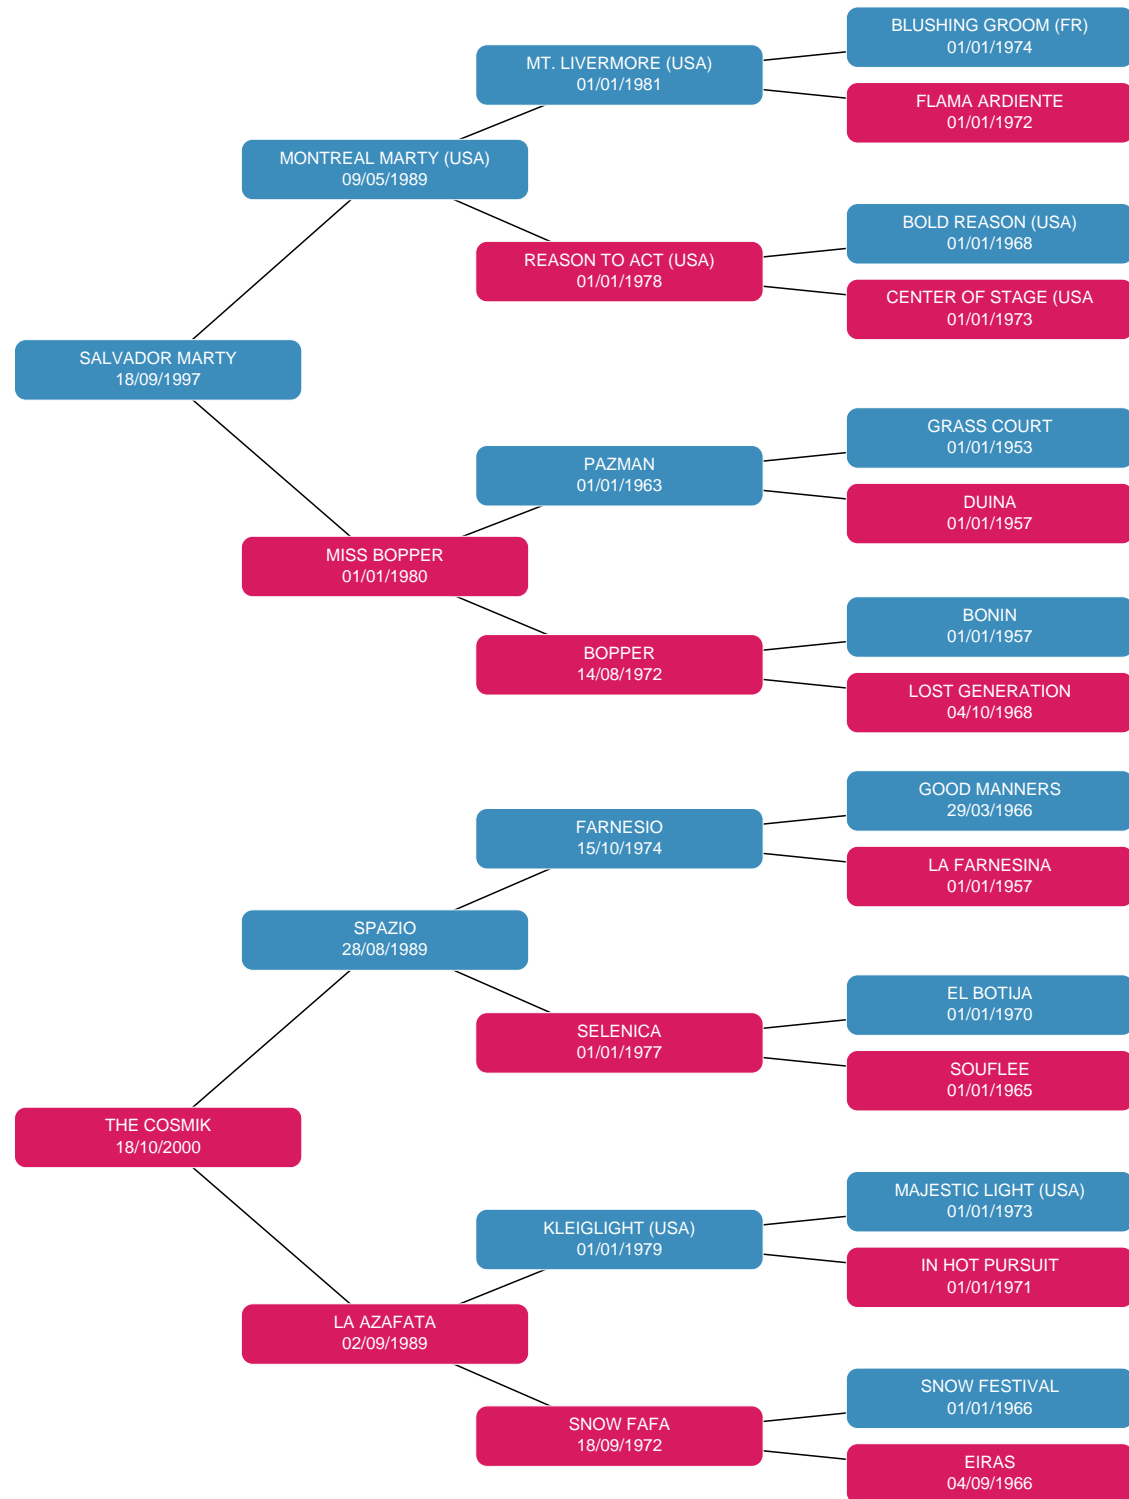 BLUSHING GROOM (FR)
01/01/1974
MT. LIVERMORE (USA)
01/01/1981
FLAMA ARDIENTE
01/01/1972
MONTREAL MARTY (USA)
09/05/1989
BOLD REASON (USA)
01/01/1968
REASON TO ACT (USA)
01/01/1978
CENTER OF STAGE (USA
01/01/1973
SALVADOR MARTY
18/09/1997
GRASS COURT
01/01/1953
PAZMAN
01/01/1963
DUINA
01/01/1957
MISS BOPPER
01/01/1980
BONIN
01/01/1957
BOPPER
14/08/1972
LOST GENERATION
04/10/1968
GOOD MANNERS
29/03/1966
FARNESIO
15/10/1974
LA FARNESINA
01/01/1957
SPAZIO
28/08/1989
EL BOTIJA
01/01/1970
SELENICA
01/01/1977
SOUFLEE
01/01/1965
THE COSMIK
18/10/2000
MAJESTIC LIGHT (USA)
01/01/1973
KLEIGLIGHT (USA)
01/01/1979
IN HOT PURSUIT
01/01/1971
LA AZAFATA
02/09/1989
SNOW FESTIVAL
01/01/1966
SNOW FAFA
18/09/1972
EIRAS
04/09/1966